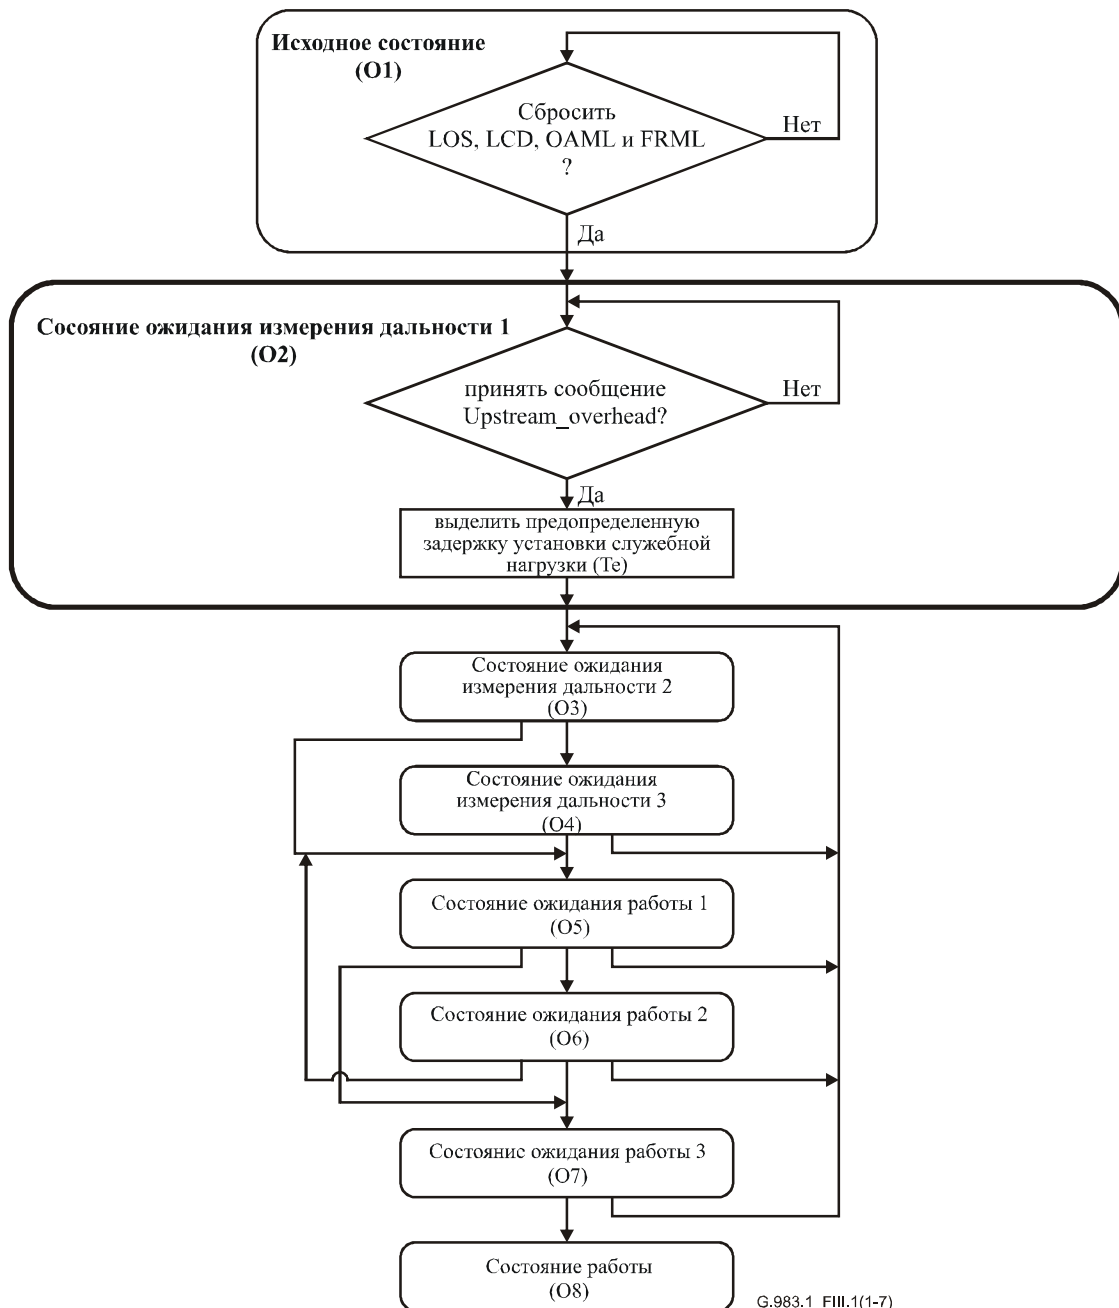 Исходное состояние
(O1)
Сбросить
LOS, LCD, OAML и FRML
?
Нет
Да
Сосояние ожидания измерения дальности 1
(O2)
принять сообщение
Upstream_overhead?
Нет
Да
выделить предопределенную
задержку установки служебной
нагрузки (Te)
Состояние ожидания
измерения дальности 2
(O3)
Состояние ожидания
измерения дальности 3
(O4)
Состояние ожидания работы 1
(O5)
Состояние ожидания работы 2
(O6)
Состояние ожидания работы 3
(O7)
Состояние работы
(O8)
G.983.1_FIII.1(1-7)